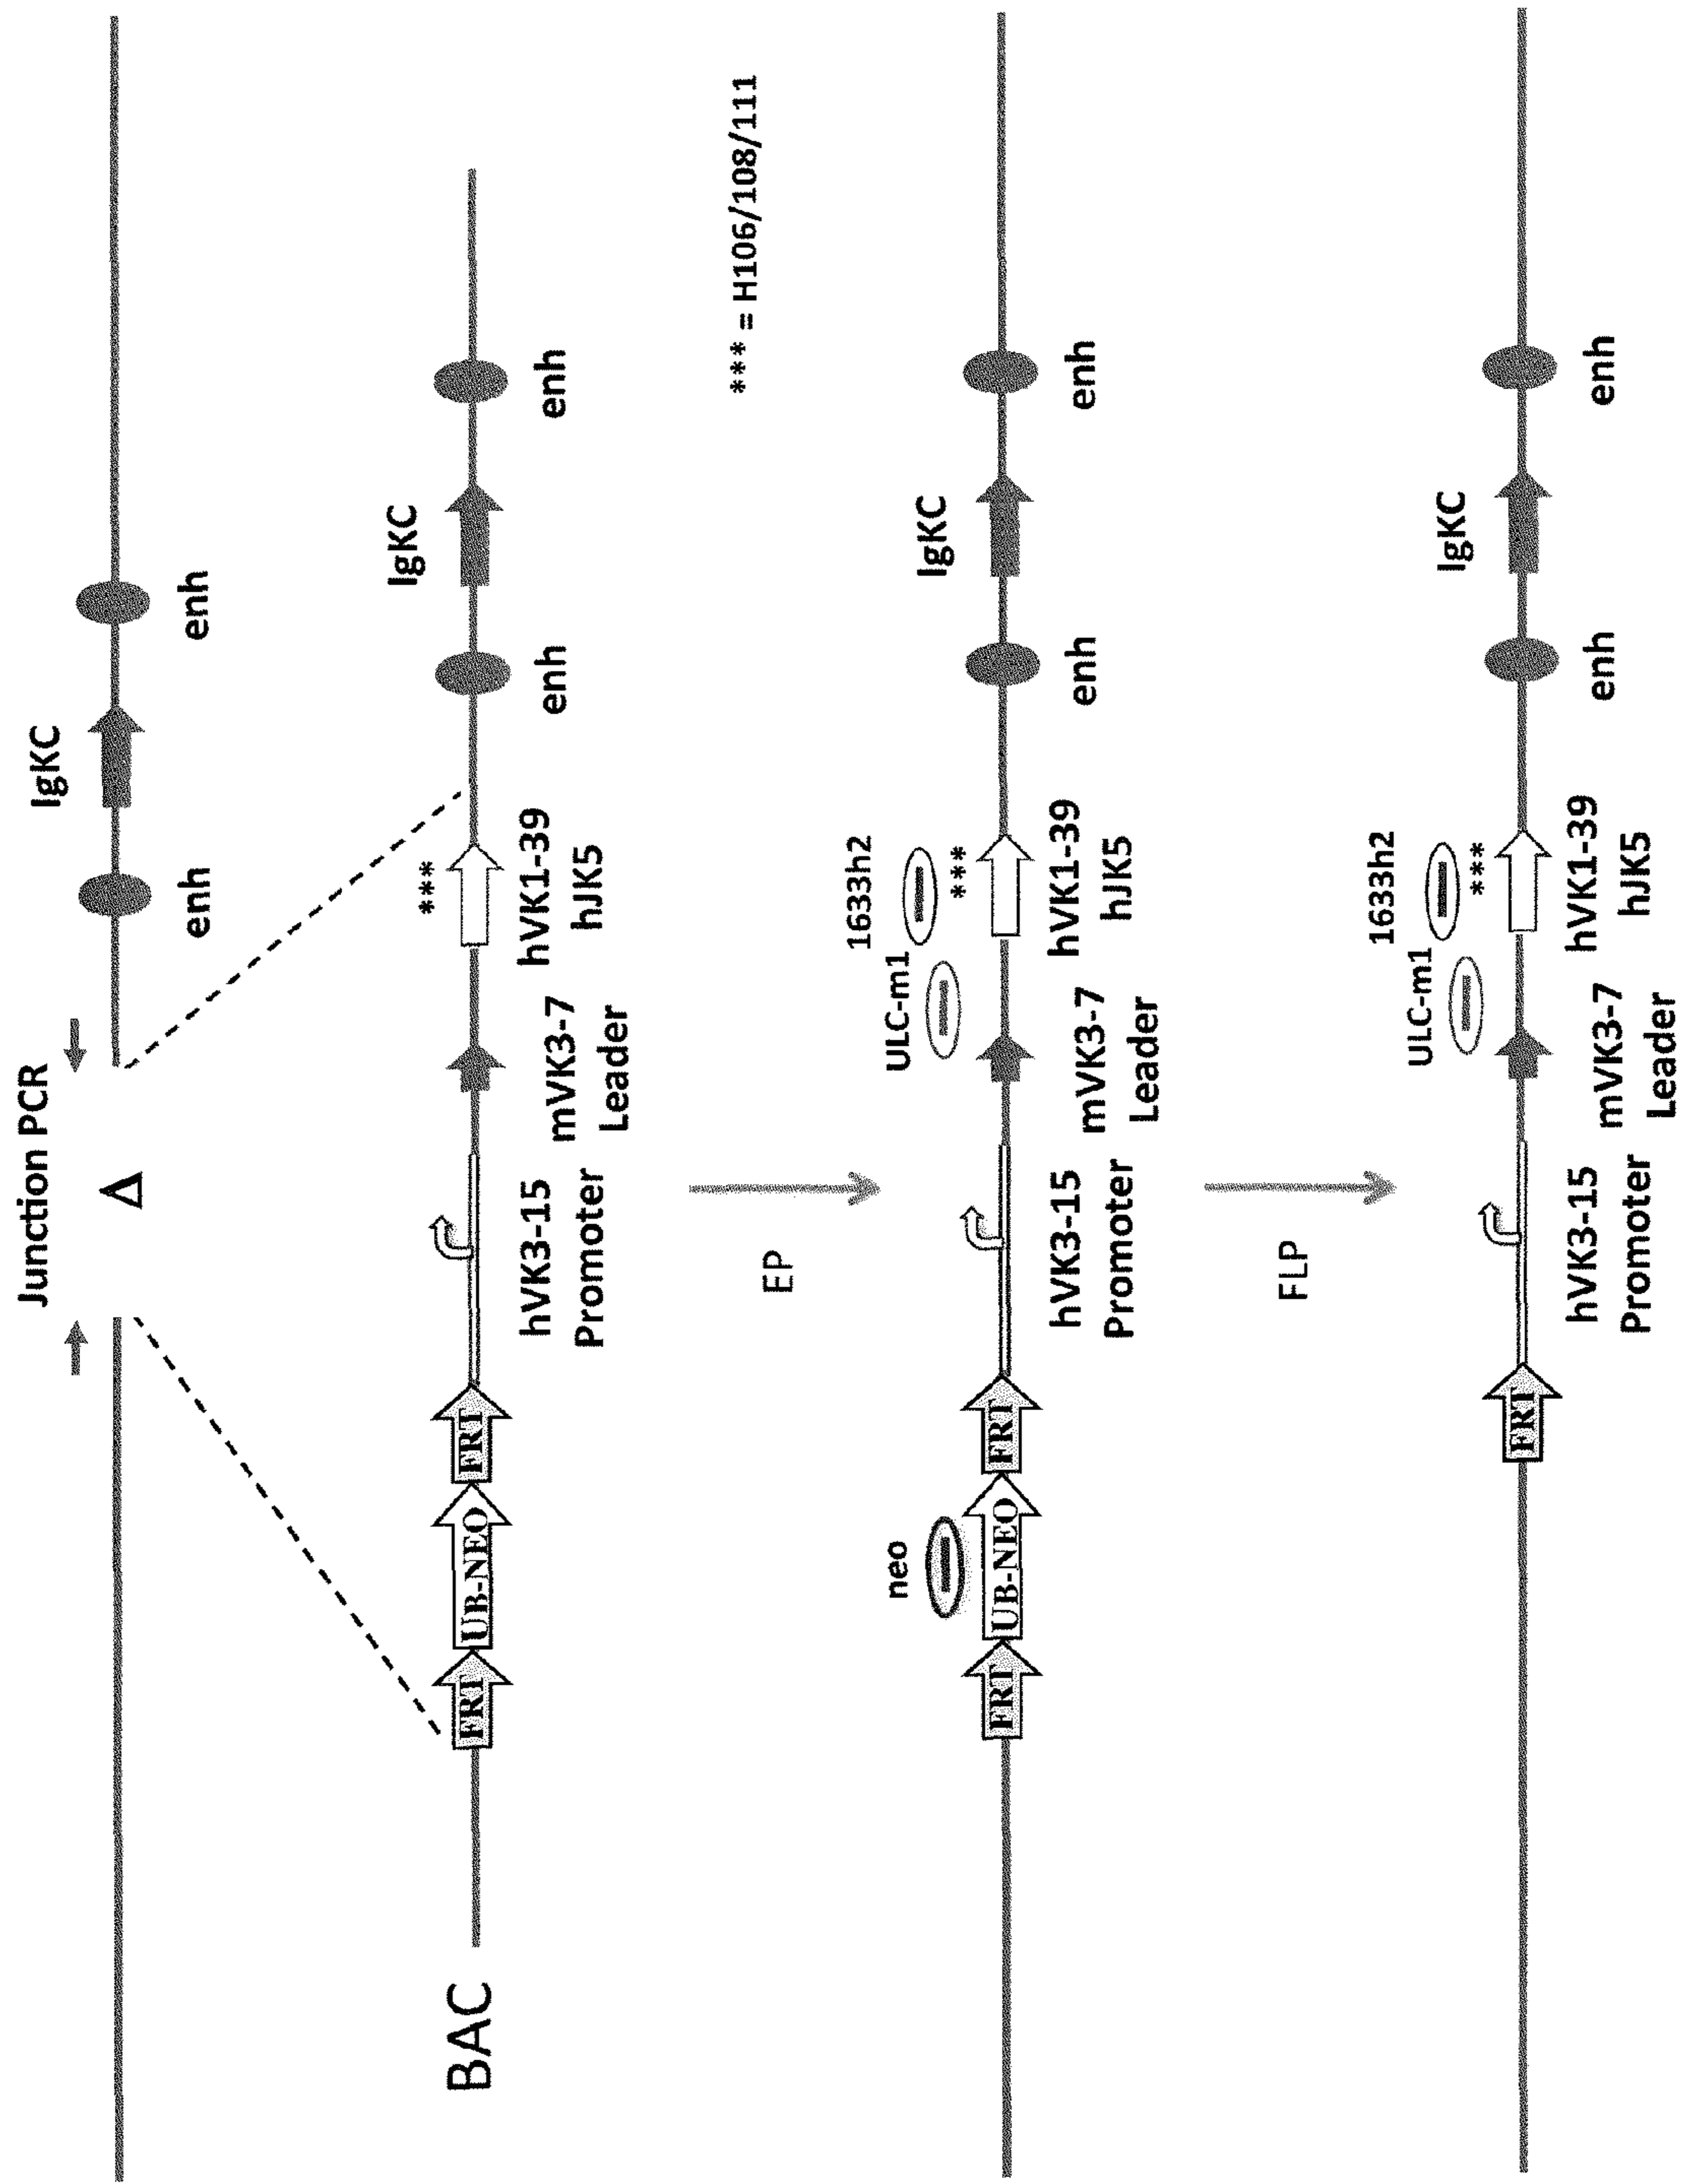 Junction PCR
Δ
IgKC
enh
enh
***
IgKC
BAC
FRT
UB-NEO
FRT
hVK3-15
Promoter
mVK3-7
Leader
hVK1-39
hJK5
enh
enh
EP
*** = H106/108/111
neo
ULC-m1
1633h2
***
IgKC
FRT
UB-NEO
FRT
hVK3-15
Promoter
mVK3-7
Leader
hVK1-39
hJK5
enh
enh
FLP
ULC-m1
1633h2
***
IgKC
FRT
hVK3-15
Promoter
mVK3-7
Leader
hVK1-39
hJK5
enh
enh